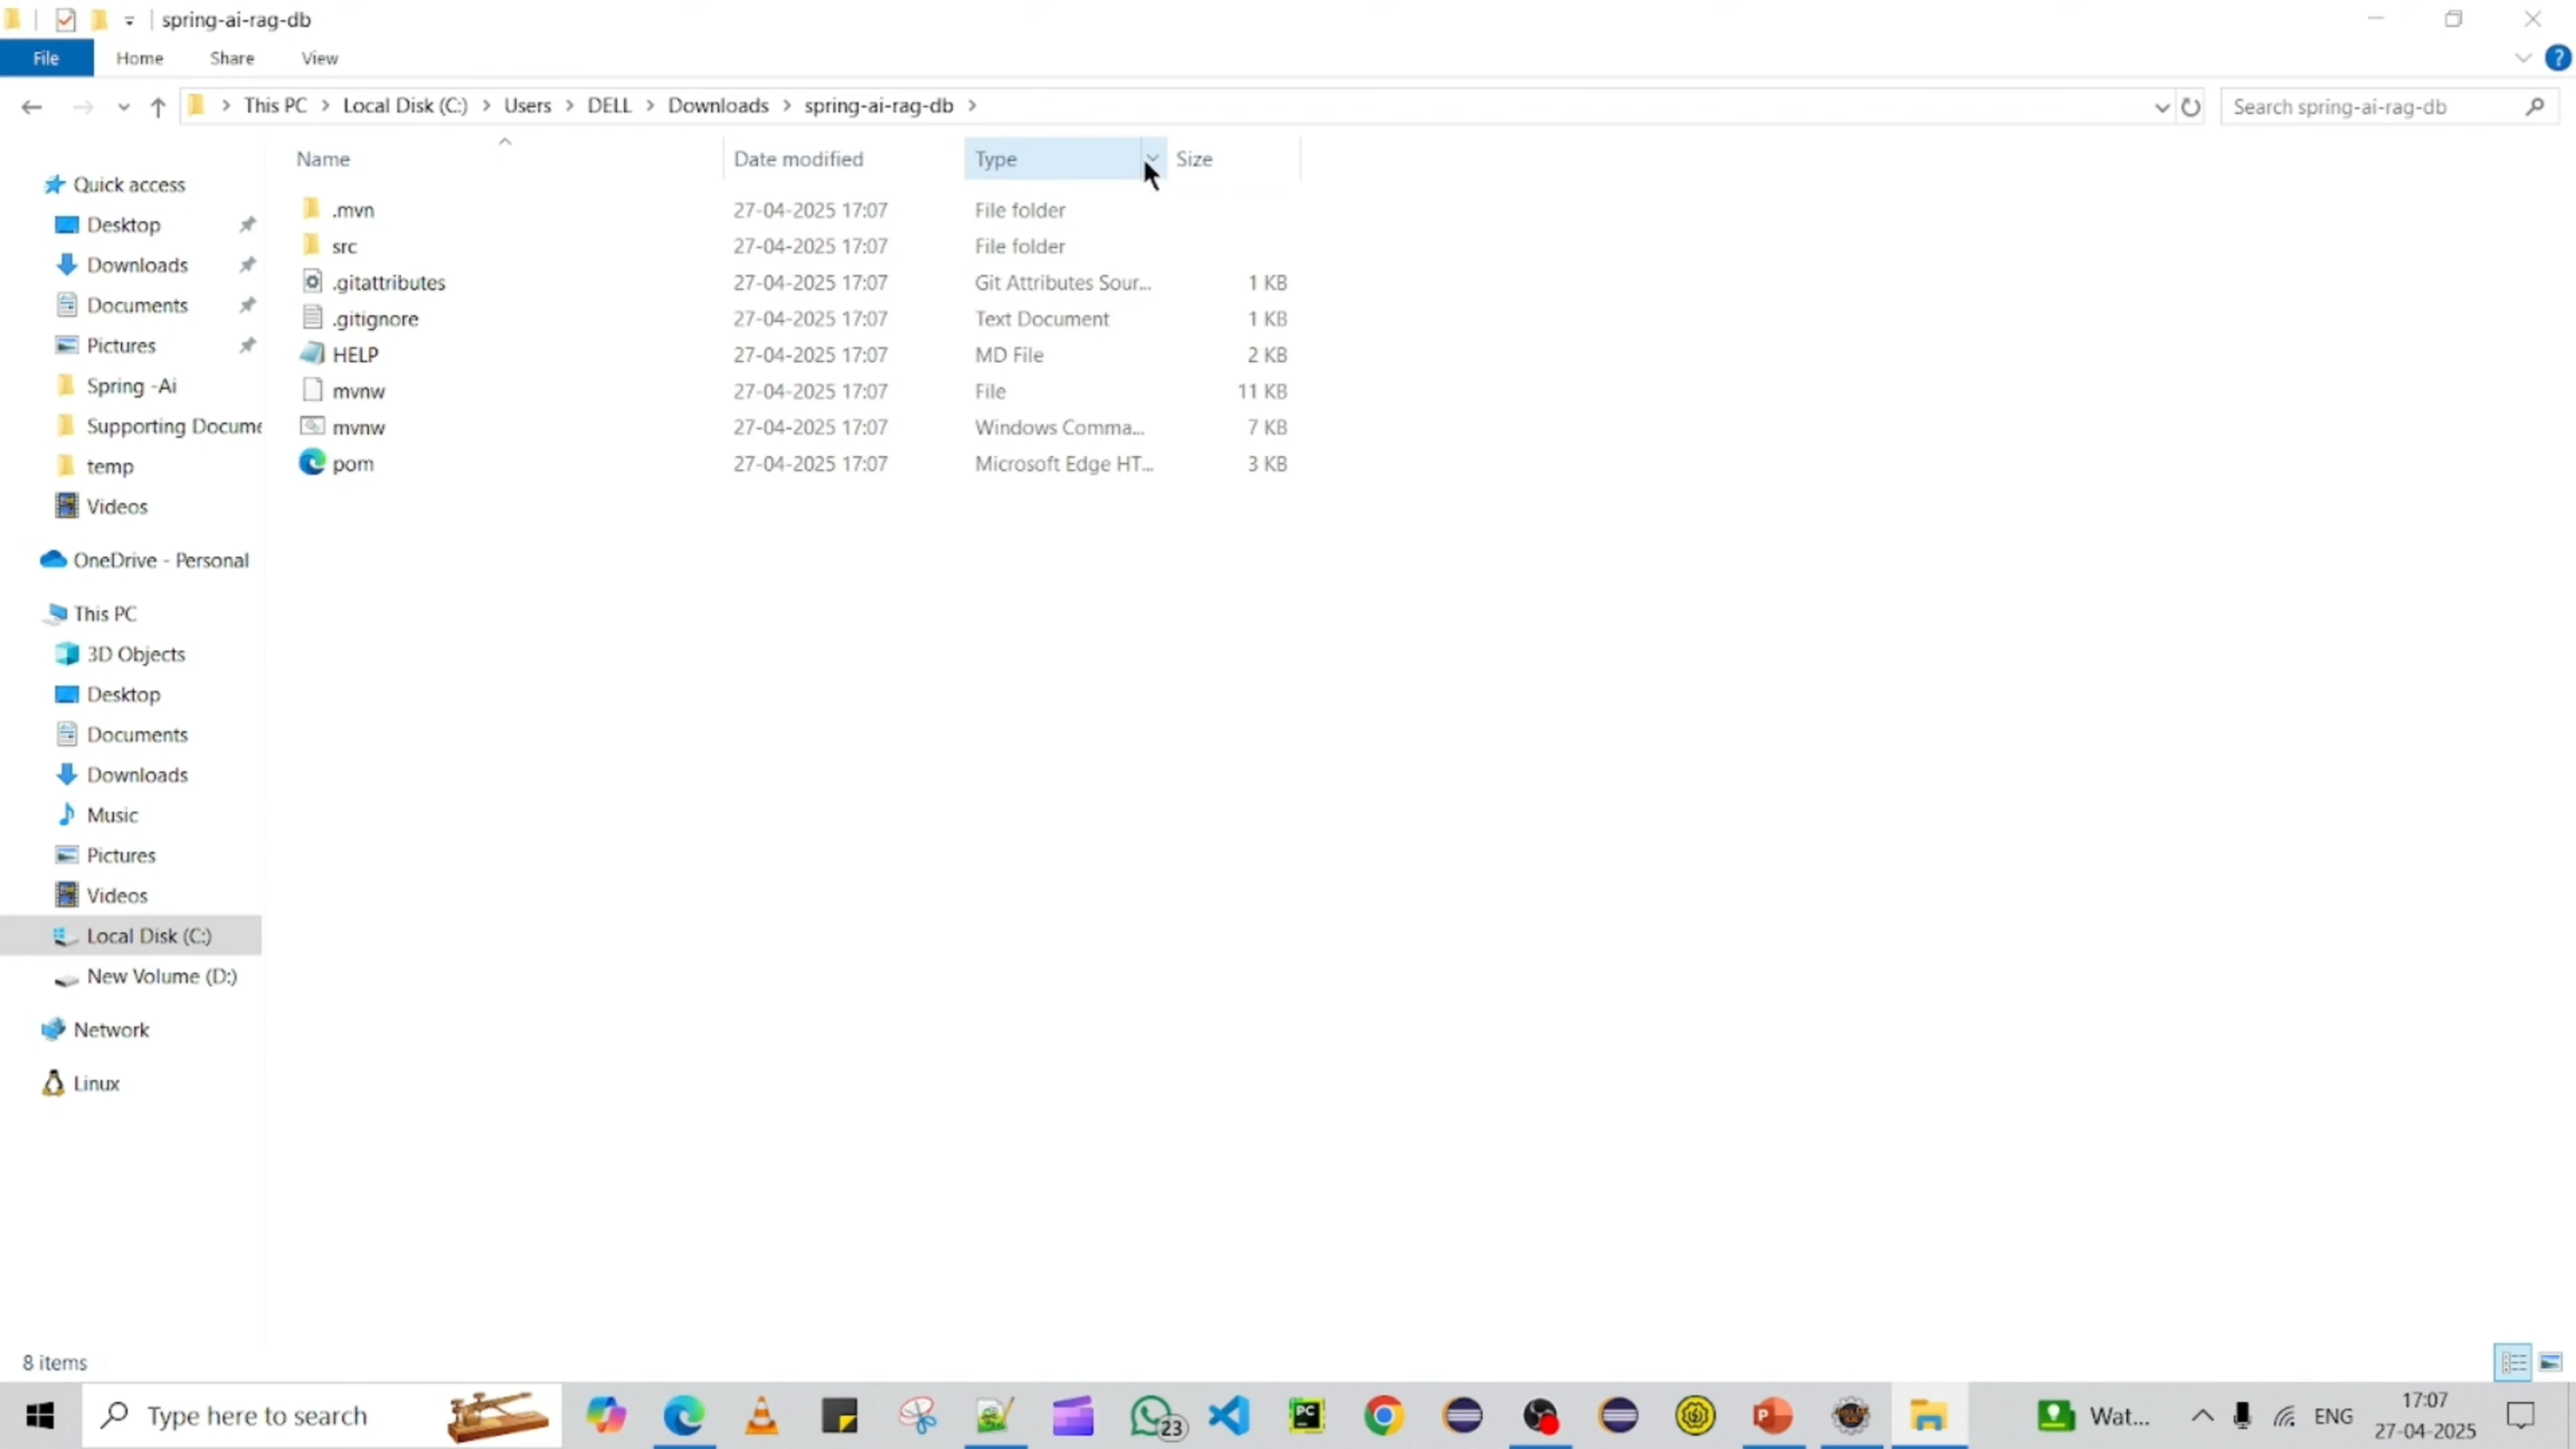 spring-ai-rag-db
File Home Share View
This PC Local Disk (C:) Users DELL Downloads spring-ai-rag-db
Search spring-ai-rag-db
Name Date modified Type Size
.mvn 27-04-2025 17:07 File folder
src 27-04-2025 17:07 File folder
.gitattributes 27-04-2025 17:07 Git Attributes Sour... 1 KB
.gitignore 27-04-2025 17:07 Text Document 1 KB
HELP 27-04-2025 17:07 MD File 2 KB
mvnw 27-04-2025 17:07 File 11 KB
mvnw 27-04-2025 17:07 Windows Comma... 7 KB
pom 27-04-2025 17:07 Microsoft Edge HT... 3 KB
Quick access
Desktop
Downloads
Documents
Pictures
Spring -Ai
Supporting Docume
temp
Videos
OneDrive - Personal
This PC
3D Objects
Desktop
Documents
Downloads
Music
Pictures
Videos
Local Disk (C:)
New Volume (D:)
Network
Linux
8 items
Type here to search
23
PC
P
Wat...
ENG
17:07
27-04-2025